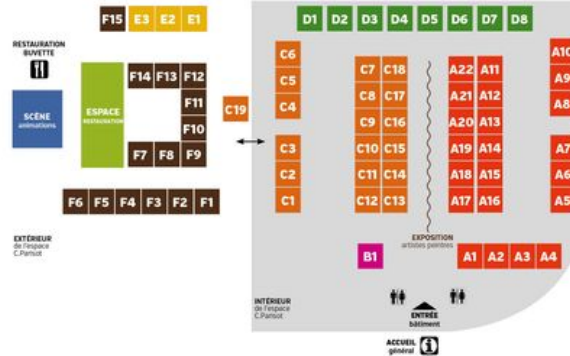 F15 E3 E2 E1
D1 D2 D3 D4 D5 D6 D7 D8
RESTAURATION
BUVETTE
F14 F13 F12
F11
F10
F7 F8 F9
SCÈNE
animations
ESPACE
RESTAURATION
C19
C6
C5
C4
C3
C2
C1
C7 C18
C8 C17
C9 C16
C10 C15
C11 C14
C12 C13
A22 A11
A21 A12
A20 A13
A19 A14
A18 A15
A17 A16
A10
A9
A8
A7
A6
A5
F6 F5 F4 F3 F2 F1
EXTÉRIEUR
de l'espace
C.Parisot
EXPOSITION
artistes peintres
B1
A1 A2 A3 A4
INTÉRIEUR
de l'espace
C.Parisot
ENTRÉE
bâtiment
ACCUEIL
général